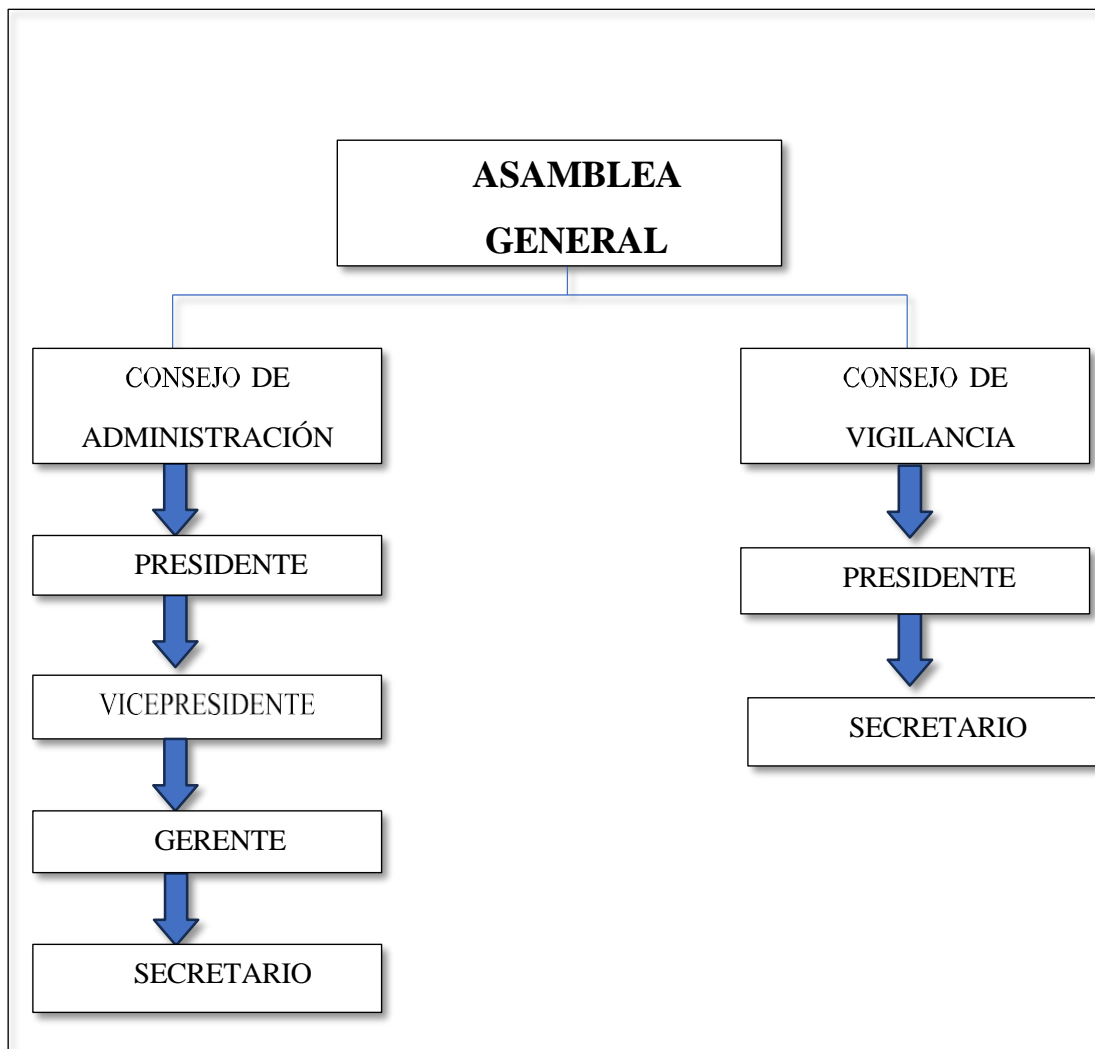 ASAMBLEA
GENERAL
CONSEJO DE
ADMINISTRACIÓN
PRESIDENTE
VICEPRESIDENTE
GERENTE
SECRETARIO
CONSEJO DE
VIGILANCIA
PRESIDENTE
SECRETARIO